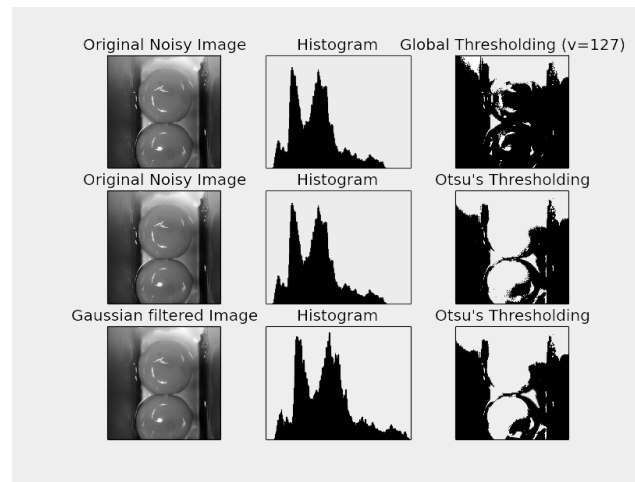 Original Noisy Image Histogram Global Thresholding (v=127)
Original Noisy Image Histogram Otsu's Thresholding
Gaussian filtered Image Histogram Otsu's Thresholding